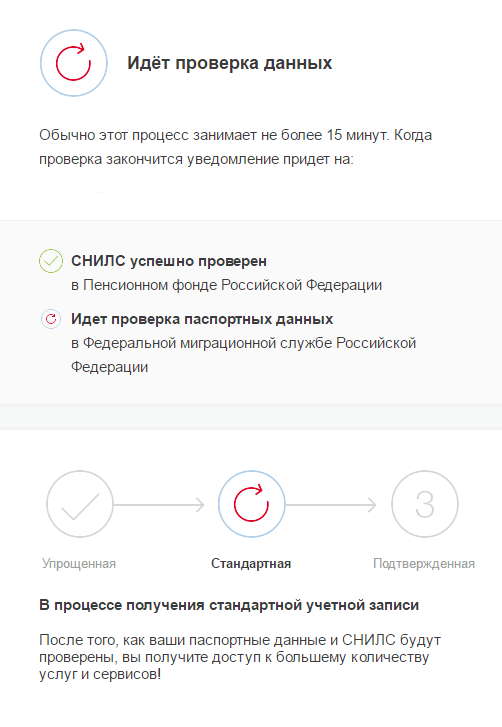 Идёт проверка данных
Обычно этот процесс занимает не более 15 минут. Когда
проверка закончится уведомление придет на:
СНИЛС успешно проверен
в Пенсионном фонде Российской Федерации
Идет проверка паспортных данных
в Федеральной миграционной службе Российской
Федерации
3
Упрощенная Стандартная Подтвержденная
В процессе получения стандартной учетной записи
После того, как ваши паспортные данные и СНИЛС будут
проверены, вы получите доступ к большему количеству
услуг и сервисов!